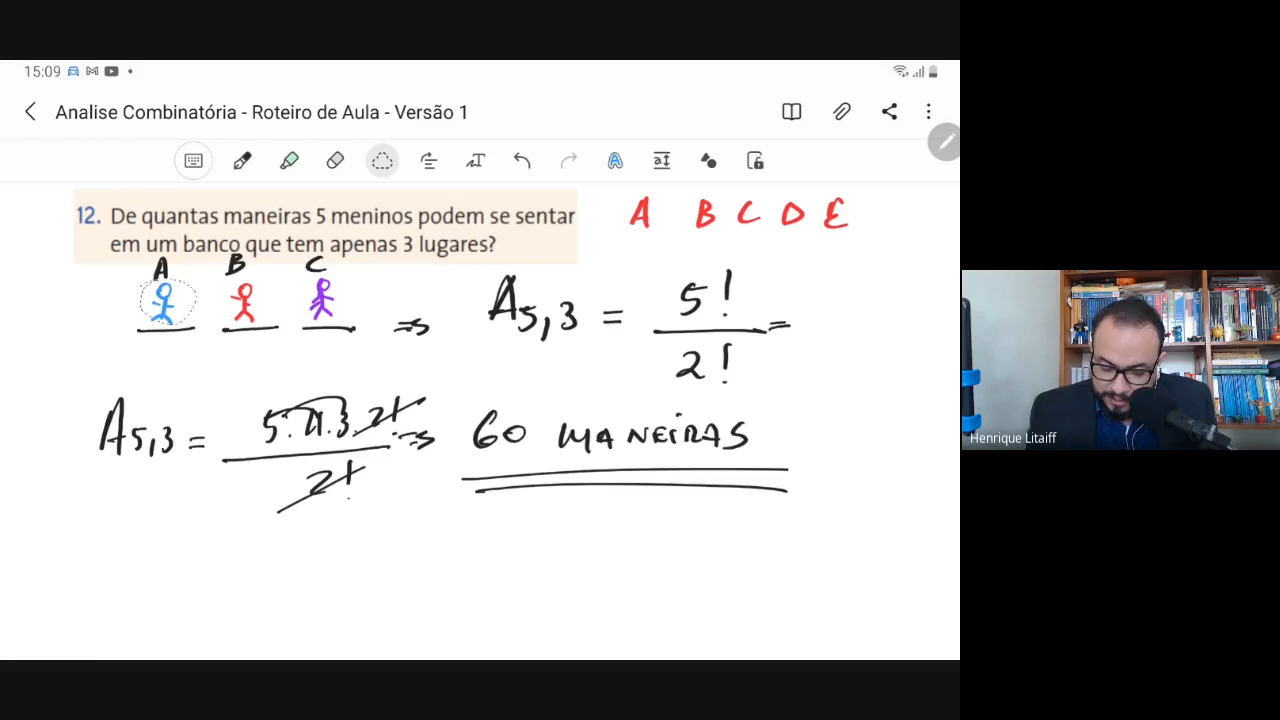 15:09
Analise Combinatória - Roteiro de Aula - Versão 1
12. De quantas maneiras 5 meninos podem se sentar
em um banco que tem apenas 3 lugares?
A B C D E
A B C
⇒ A5,3 = 5! / 2! =
A5,3 = 5.4.3.2! / 2! ⇒ 60 MANEIRAS
Henrique Litaiff